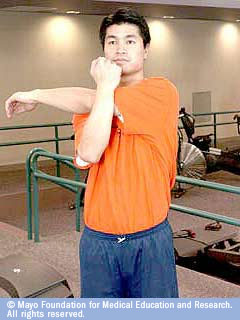 © Mayo Foundation for Medical Education and Research.
All rights reserved.